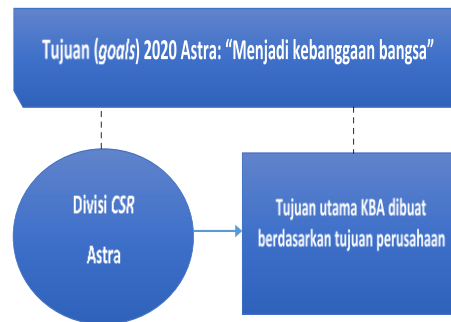 Tujuan (goals) 2020 Astra: “Menjadi kebanggaan bangsa”
Divisi CSR
Astra
Tujuan utama KBA dibuat
berdasarkan tujuan perusahaan